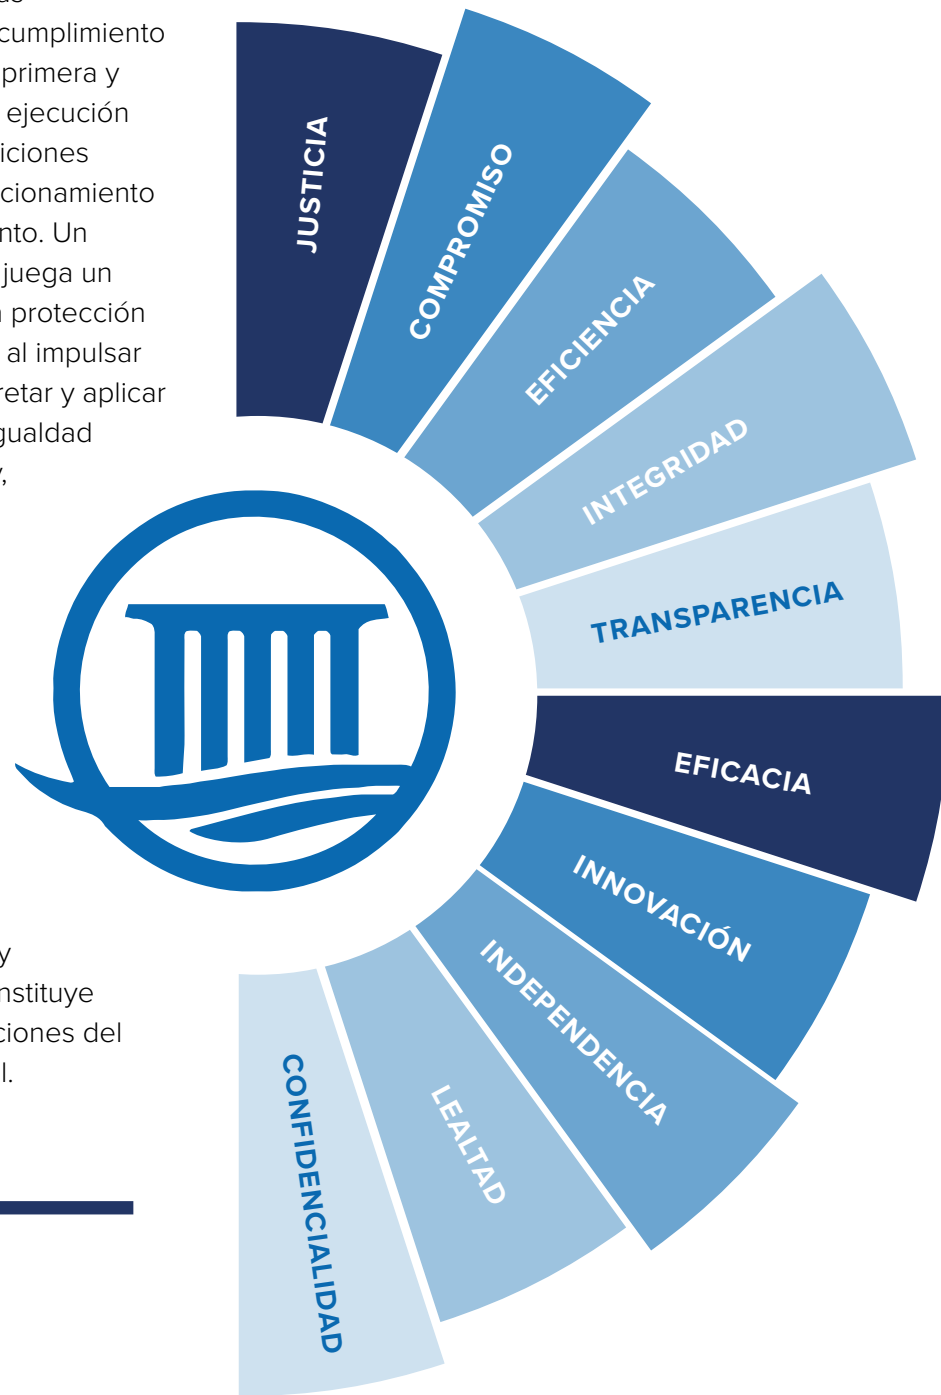 cumplimiento
primera y
ejecución
iciones
cionamiento
nto. Un
juega un
protección
al impulsar
retar y aplicar
gualdad
y
nstituye
ciones del
l.
JUSTICIA
COMPROMISO
EFICIENCIA
INTEGRIDAD
TRANSPARENCIA
EFICACIA
INNOVACIÓN
INDEPENDENCIA
LEALTAD
CONFIDENCIALIDAD